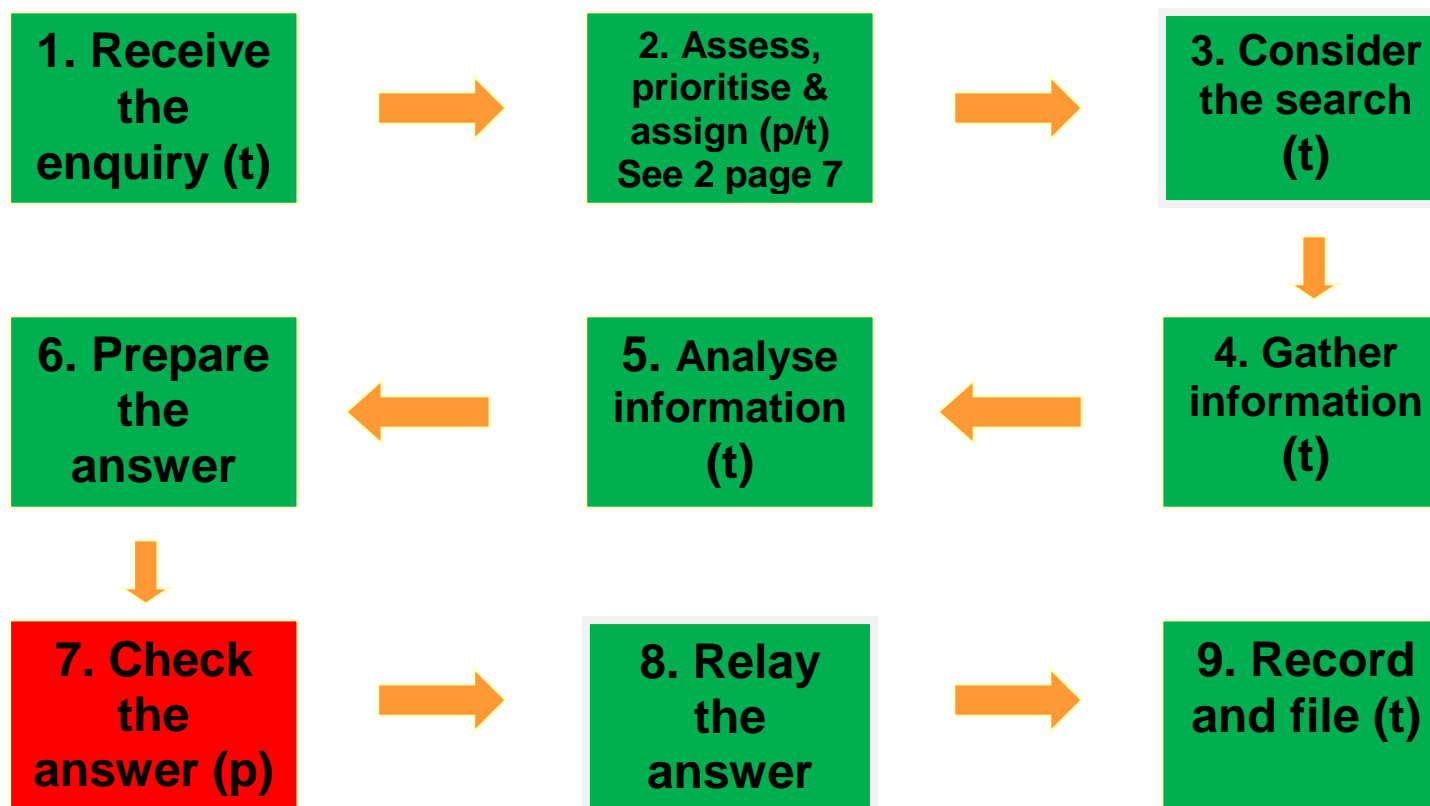 1. Receive
the
enquiry (t)
2. Assess,
prioritise &
assign (p/t)
See 2 page 7
3. Consider
the search
(t)
4. Gather
information
(t)
5. Analyse
information
(t)
6. Prepare
the
answer
7. Check
the
answer (p)
8. Relay
the
answer
9. Record
and file (t)